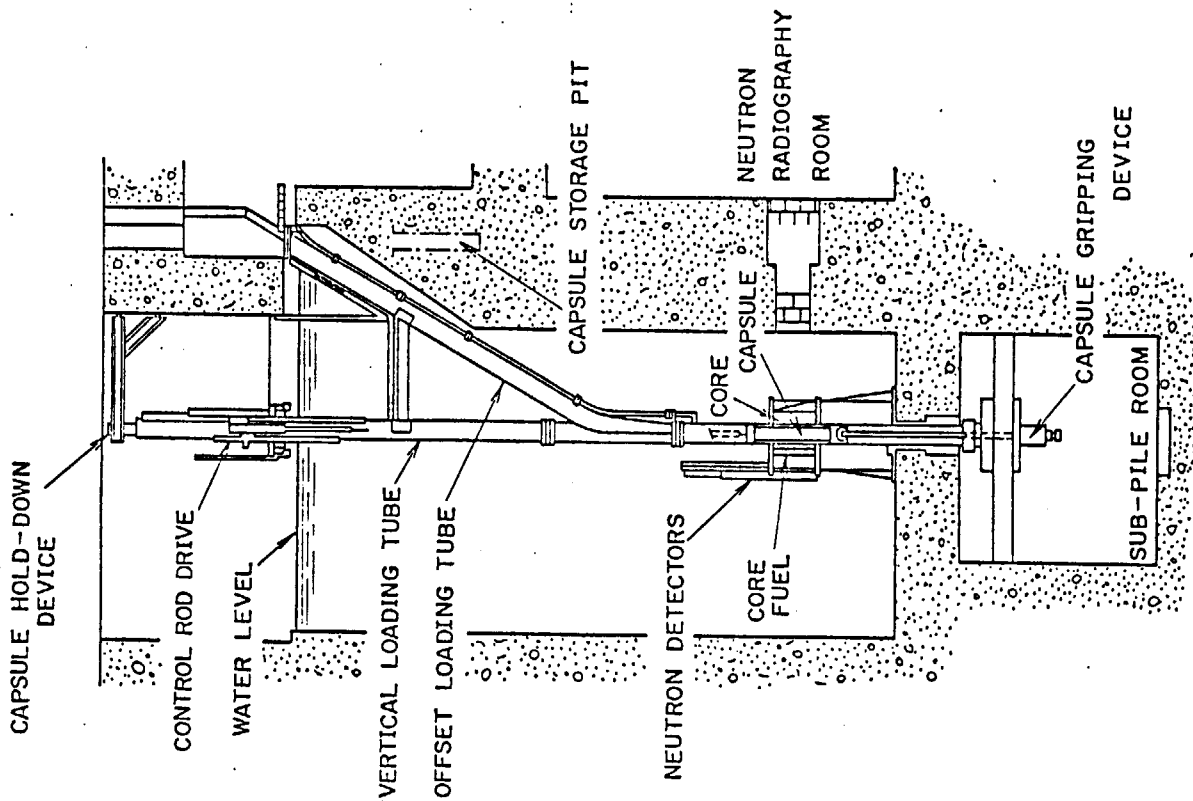 CAPSULE HOLD-DOWN
DEVICE
CONTROL ROD DRIVE
WATER LEVEL
VERTICAL LOADING TUBE
OFFSET LOADING TUBE
NEUTRON DETECTORS
CORE
FUEL
CORE
CAPSULE
CAPSULE STORAGE PIT
NEUTRON
RADIOGRAPHY
ROOM
SUB-PILE ROOM
CAPSULE GRIPPING
DEVICE